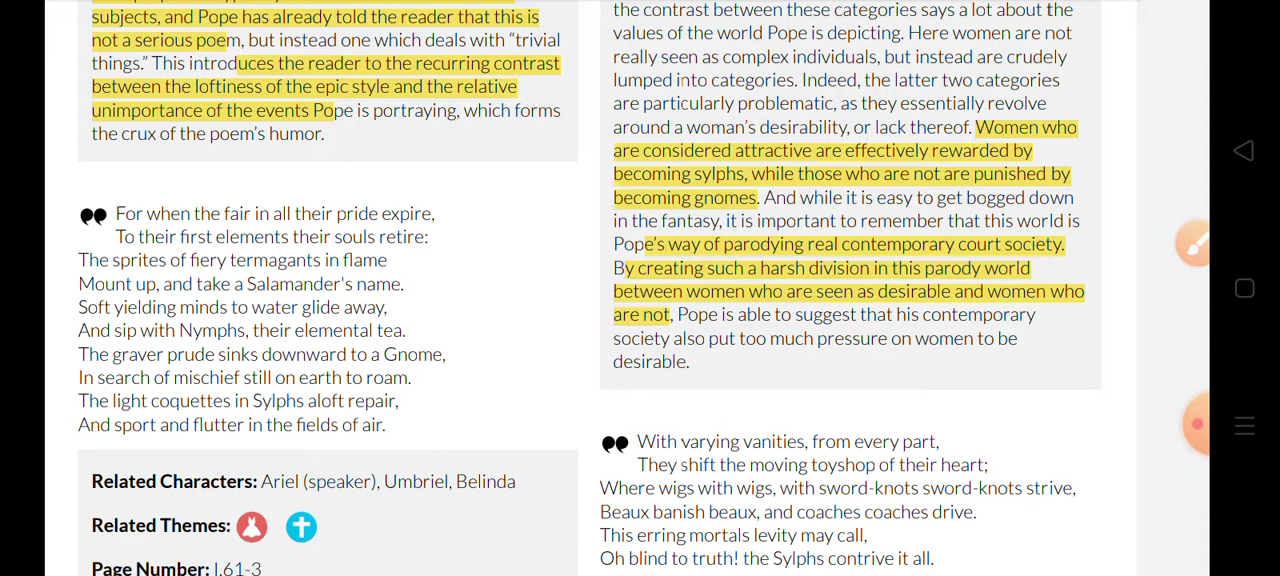 subjects, and Pope has already told the reader that this is
not a serious poem, but instead one which deals with “trivial
things.” This introduces the reader to the recurring contrast
between the loftiness of the epic style and the relative
unimportance of the events Pope is portraying, which forms
the crux of the poem’s humor.
For when the fair in all their pride expire,
To their first elements their souls retire:
The sprites of fiery termagants in flame
Mount up, and take a Salamander's name.
Soft yielding minds to water glide away,
And sip with Nymphs, their elemental tea.
The graver prude sinks downward to a Gnome,
In search of mischief still on earth to roam.
The light coquettes in Sylphs aloft repair,
And sport and flutter in the fields of air.
Related Characters: Ariel (speaker), Umbriel, Belinda
Related Themes:
Page Number: I.61-3
the contrast between these categories says a lot about the
values of the world Pope is depicting. Here women are not
really seen as complex individuals, but instead are crudely
lumped into categories. Indeed, the latter two categories
are particularly problematic, as they essentially revolve
around a woman’s desirability, or lack thereof. Women who
are considered attractive are effectively rewarded by
becoming sylphs, while those who are not are punished by
becoming gnomes. And while it is easy to get bogged down
in the fantasy, it is important to remember that this world is
Pope’s way of parodying real contemporary court society.
By creating such a harsh division in this parody world
between women who are seen as desirable and women who
are not, Pope is able to suggest that his contemporary
society also put too much pressure on women to be
desirable.
With varying vanities, from every part,
They shift the moving toyshop of their heart;
Where wigs with wigs, with sword-knots sword-knots strive,
Beaux banish beaux, and coaches coaches drive.
This erring mortals levity may call,
Oh blind to truth! the Sylphs contrive it all.